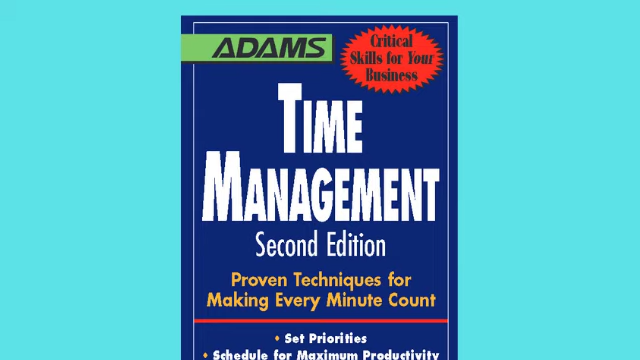 ADAMS
Critical
Skills for Your
Business
TIME
MANAGEMENT
Second Edition
Proven Techniques for
Making Every Minute Count
• Set Priorities
• Schedule for Maximum Productivity